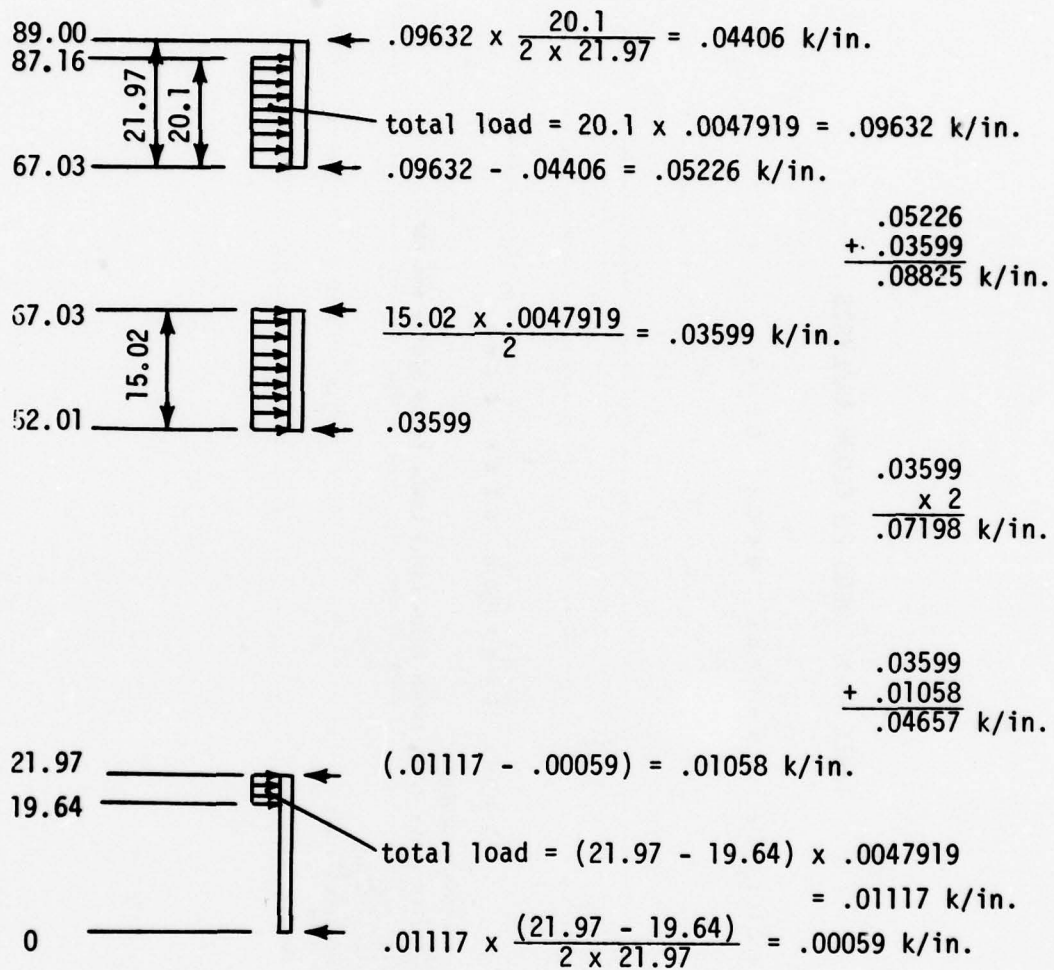 89.00
87.16
67.03
21.97
20.1
.09632 x 20.1 / 2 x 21.97 = .04406 k/in.
total load = 20.1 x .0047919 = .09632 k/in.
.09632 - .04406 = .05226 k/in.
.05226
+ .03599
.08825 k/in.
67.03
52.01
15.02
15.02 x .0047919 / 2 = .03599 k/in.
.03599
.03599
x 2
.07198 k/in.
.03599
+ .01058
.04657 k/in.
21.97
19.64
0
(.01117 - .00059) = .01058 k/in.
total load = (21.97 - 19.64) x .0047919
= .01117 k/in.
.01117 x (21.97 - 19.64) / 2 x 21.97 = .00059 k/in.